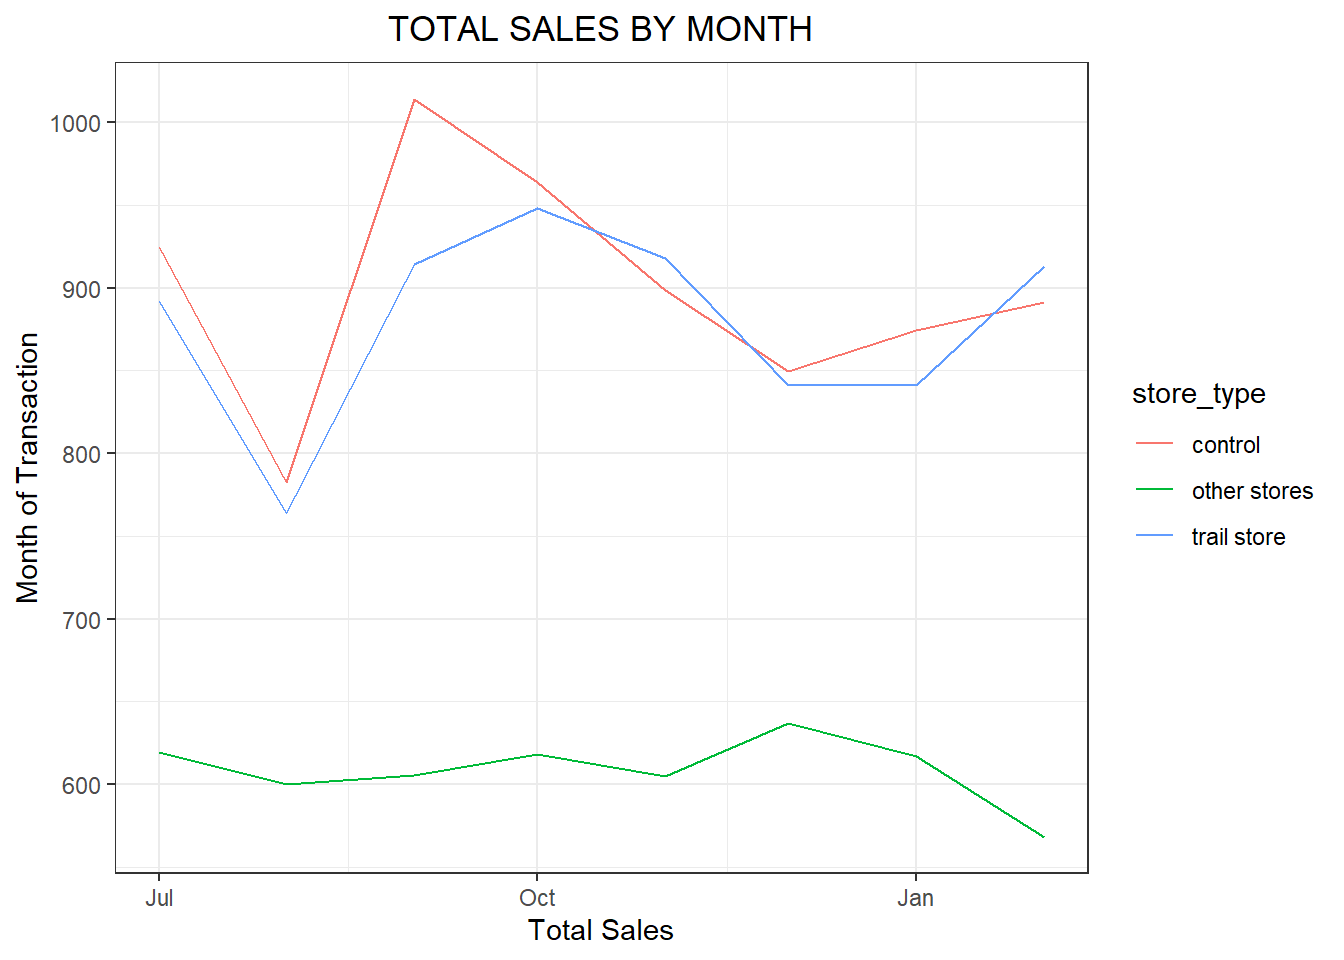 TOTAL SALES BY MONTH
1000
900
800
700
600
Month of Transaction
Jul
Oct
Jan
Total Sales
store_type
control
other stores
trail store